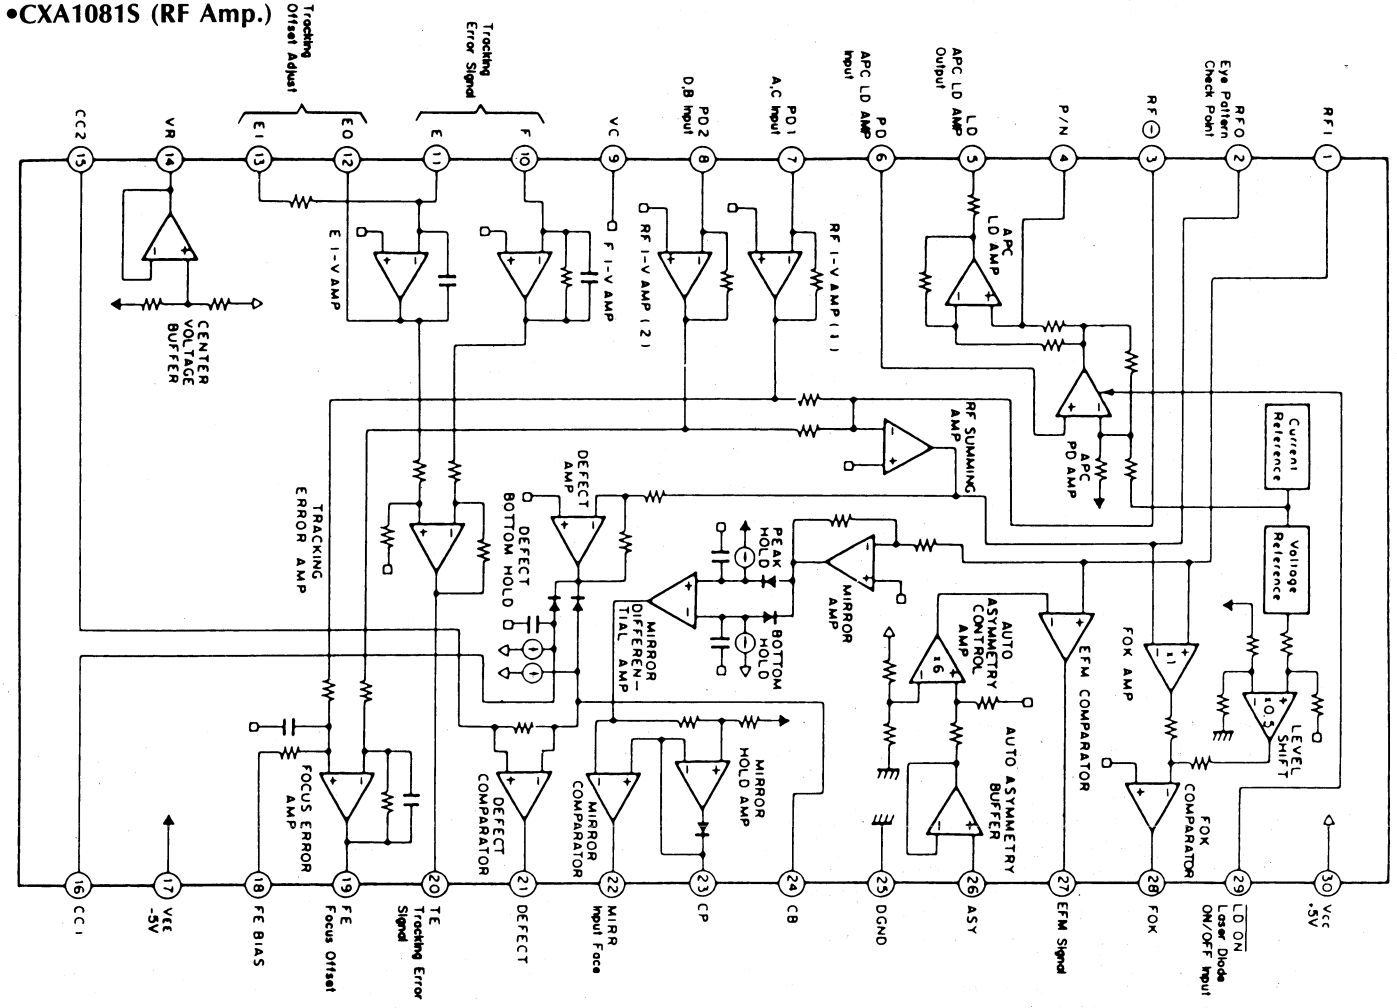 •CXA1081S (RF Amp.)
Tracking
Offset Adjust
Tracking
Error Signal
CC2
VR
E1
EO
E
F
VC
PD2
D,B Input
PD1
A,C Input
PD
APC LD AMP
Input
LD
APC LD AMP
Output
P/N
RF⊖
RFO
Eye Pattern
Check Point
RF1
15
14
13
12
11
10
9
8
7
6
5
4
3
2
1
CENTER
VOLTAGE
BUFFER
E I-V AMP
F I-V AMP
RF I-V AMP (2)
RF I-V AMP (1)
APC
LD AMP
APC
PD AMP
Current
Reference
Voltage
Reference
RF SUMMING
AMP
DEFECT
AMP
DEFECT
BOTTOM HOLD
TRACKING
ERROR AMP
PEAK
HOLD
BOTTOM
HOLD
MIRROR
AMP
MIRROR
DIFFEREN-
TIAL AMP
AUTO
ASYMMETRY
CONTROL
AMP
x6
EFM COMPARATOR
FOK AMP
x1
x0.5
LEVEL
SHIFT
FOCUS ERROR
AMP
DEFECT
COMPARATOR
MIRROR
COMPARATOR
MIRROR
HOLD AMP
AUTO ASYMMETRY
BUFFER
FOK
COMPARATOR
16
17
18
19
20
21
22
23
24
25
26
27
28
29
30
CC1
VEE
-5V
FE BIAS
FE
Focus Offset
TE
Tracking Error
Signal
DEFECT
MIRR
Input Face
CP
CB
DGND
ASY
EFM Signal
FOK
LD ON
Laser Diode
ON/OFF Input
Vcc
.5V